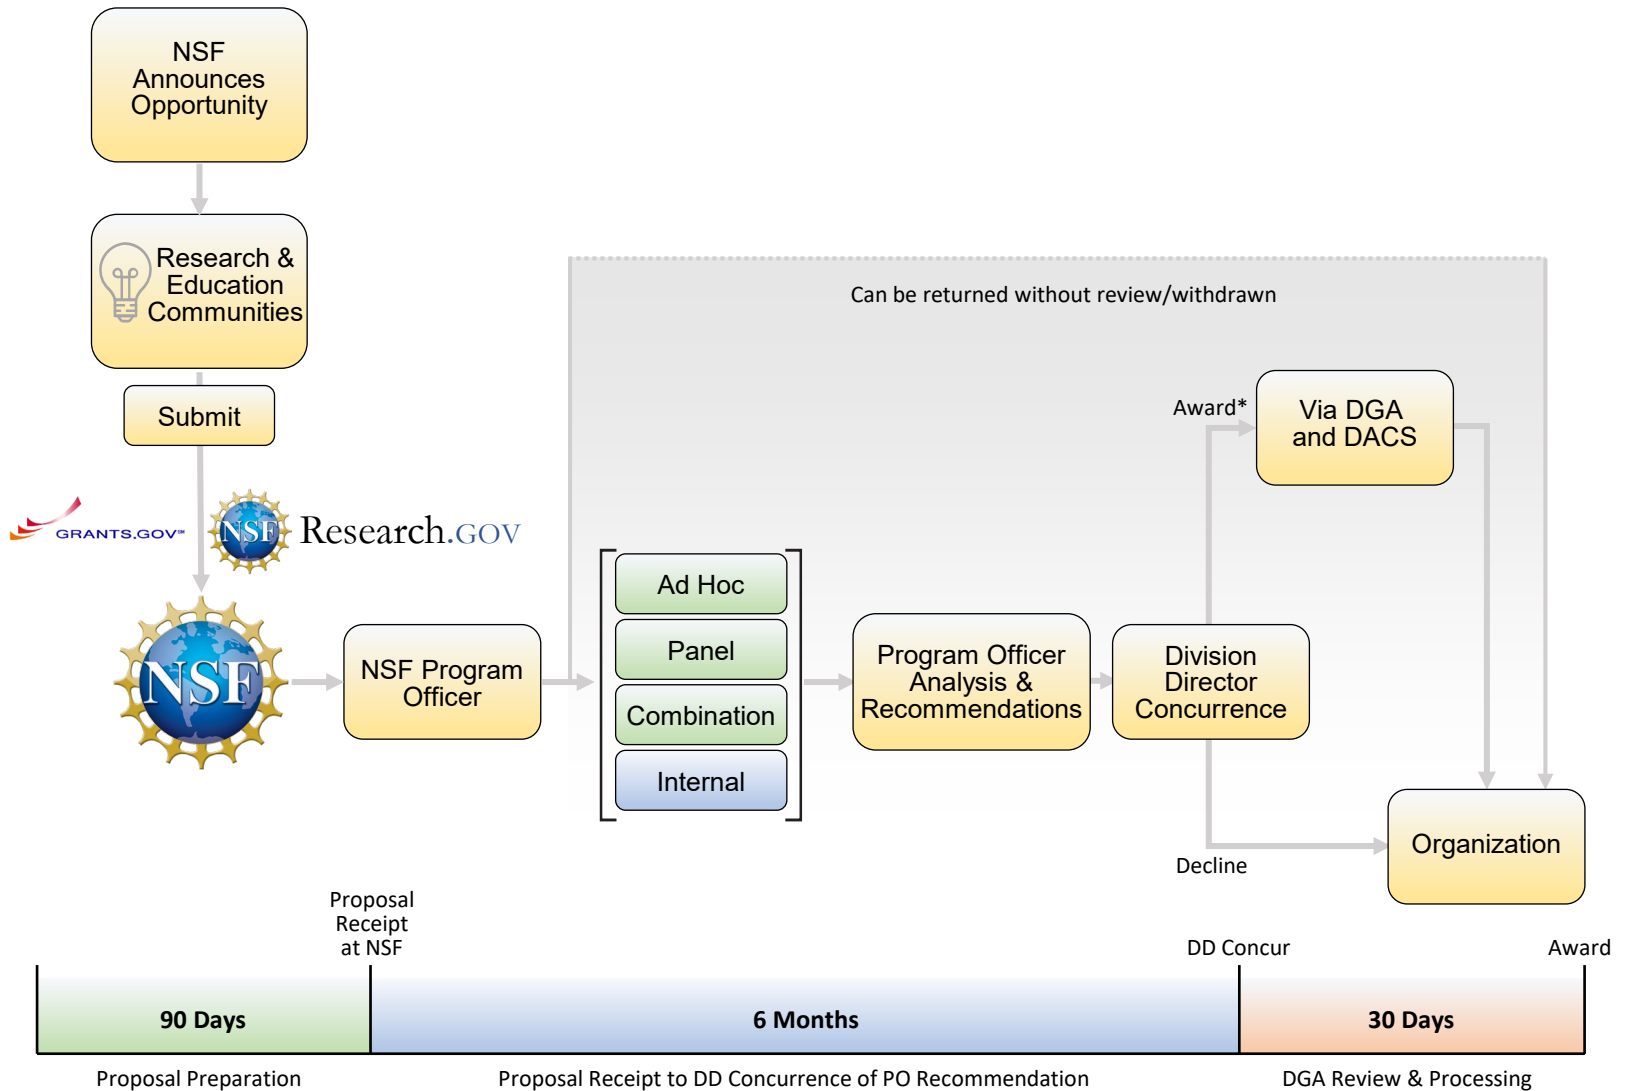 NSF
Announces
Opportunity
Research &
Education
Communities
Submit
GRANTS.GOV℠
NSF
Research.GOV
NSF
NSF Program
Officer
Can be returned without review/withdrawn
Ad Hoc
Panel
Combination
Internal
Program Officer
Analysis &
Recommendations
Division
Director
Concurrence
Award*
Via DGA
and DACS
Decline
Organization
Proposal
Receipt
at NSF
DD Concur
Award
90 Days
6 Months
30 Days
Proposal Preparation
Proposal Receipt to DD Concurrence of PO Recommendation
DGA Review & Processing